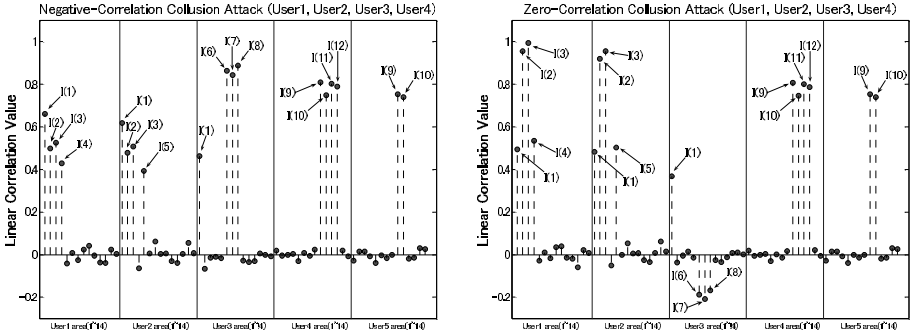 Negative-Correlation Collusion Attack (User1, User2, User3, User4)
Linear Correlation Value
1
0.8
0.6
0.4
0.2
0
-0.2
I(1)
I(2)
I(3)
I(4)
I(1)
I(2)
I(3)
I(5)
I(1)
I(6)
I(7)
I(8)
I(9)
I(10)
I(11)
I(12)
I(9)
I(10)
User1 area(1~14)
User2 area(1~14)
User3 area(1~14)
User4 area(1~14)
User5 area(1~14)
Zero-Correlation Collusion Attack (User1, User2, User3, User4)
Linear Correlation Value
1
0.8
0.6
0.4
0.2
0
-0.2
I(3)
I(2)
I(4)
I(1)
I(3)
I(2)
I(5)
I(1)
I(1)
I(6)
I(7)
I(8)
I(12)
I(11)
I(9)
I(10)
I(9)
I(10)
User1 area(1~14)
User2 area(1~14)
User3 area(1~14)
User4 area(1~14)
User5 area(1~14)